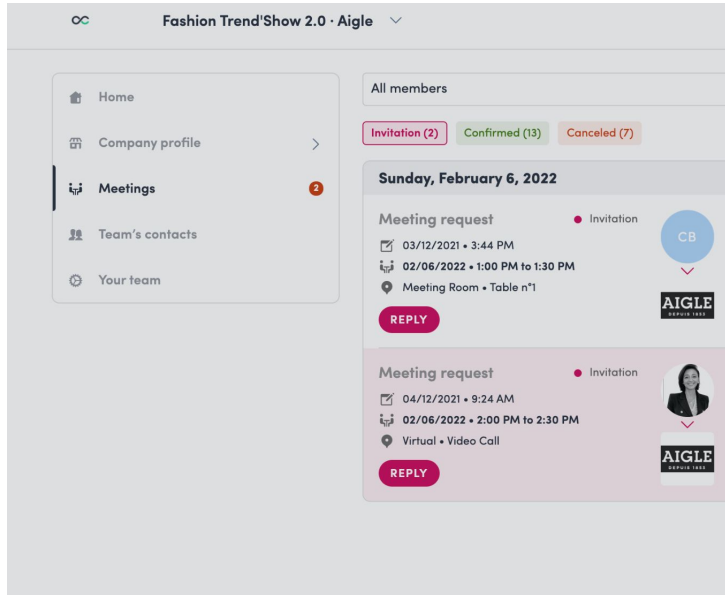 Fashion Trend'Show 2.0 · Aigle
Home
Company profile
Meetings
2
Team's contacts
Your team
All members
Invitation (2)
Confirmed (13)
Canceled (7)
Sunday, February 6, 2022
Meeting request
Invitation
CB
03/12/2021 • 3:44 PM
02/06/2022 • 1:00 PM to 1:30 PM
Meeting Room • Table n°1
AIGLE
DEPUIS 1853
REPLY
Meeting request
Invitation
04/12/2021 • 9:24 AM
02/06/2022 • 2:00 PM to 2:30 PM
Virtual • Video Call
AIGLE
DEPUIS 1853
REPLY